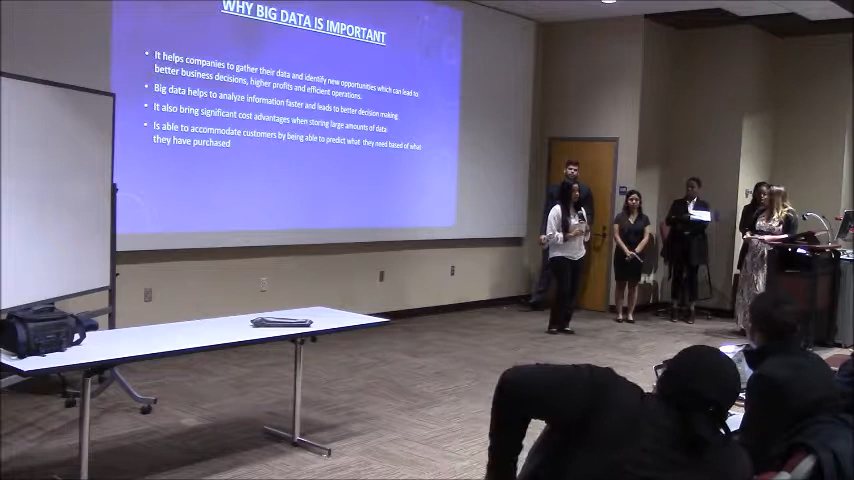 WHY BIG DATA IS IMPORTANT
• It helps companies to gather their data and identify new opportunities which can lead to
better business decisions, higher profits and efficient operations.
• Big data helps to analyze information faster and leads to better decision making
• It also bring significant cost advantages when storing large amounts of data
• Is able to accommodate customers by being able to predict what they need based of what
they have purchased